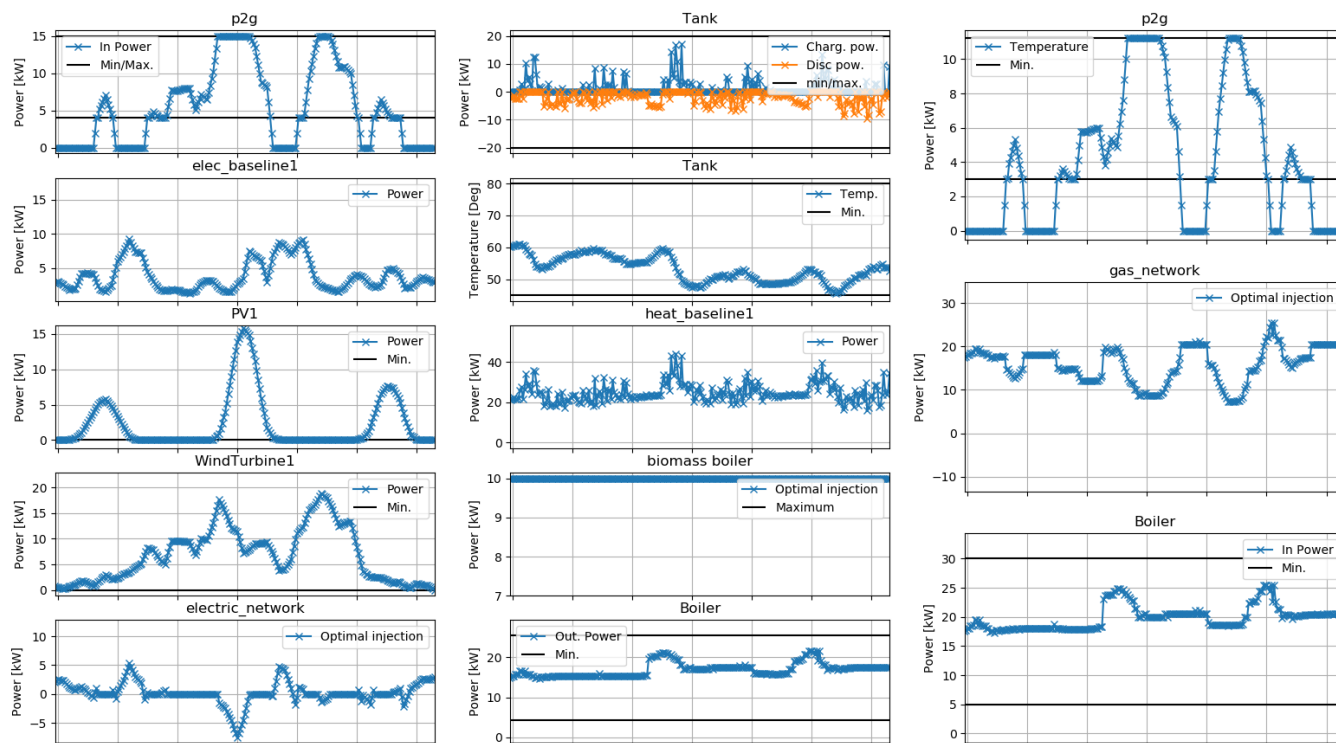 p2g
Power [kW]
15
10
5
0
In Power
Min/Max.
elec_baseline1
Power [kW]
15
10
5
Power
PV1
Power [kW]
15
10
5
0
Power
Min.
WindTurbine1
Power [kW]
20
15
10
5
0
Power
Min.
electric_network
Power [kW]
10
5
0
−5
Optimal injection
Tank
Power [kW]
20
10
0
−10
−20
Charg. pow.
Disc pow.
min/max.
Tank
Temperature [Deg]
80
70
60
50
Temp.
Min.
heat_baseline1
Power [kW]
40
20
0
Power
biomass boiler
Power [kW]
10
9
8
7
Optimal injection
Maximum
Boiler
Power [kW]
20
10
0
Out. Power
Min.
p2g
Power [kW]
10
8
6
4
2
0
Temperature
Min.
gas_network
Power [kW]
30
20
10
0
−10
Optimal injection
Boiler
Power [kW]
30
25
20
15
10
5
0
In Power
Min.